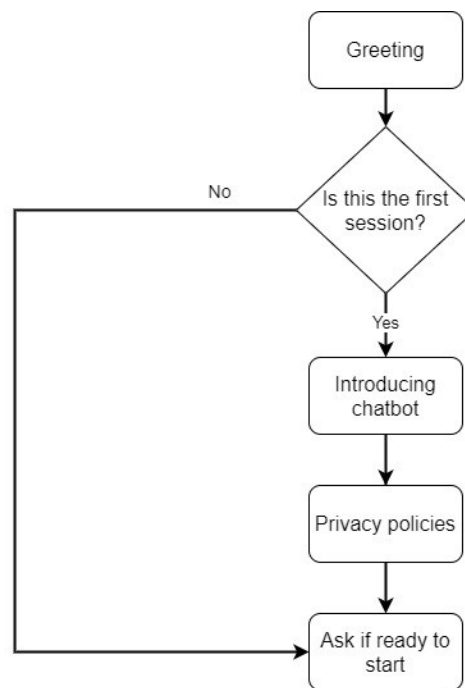 Greeting
No
Is this the first
session?
Yes
Introducing
chatbot
Privacy policies
Ask if ready to
start